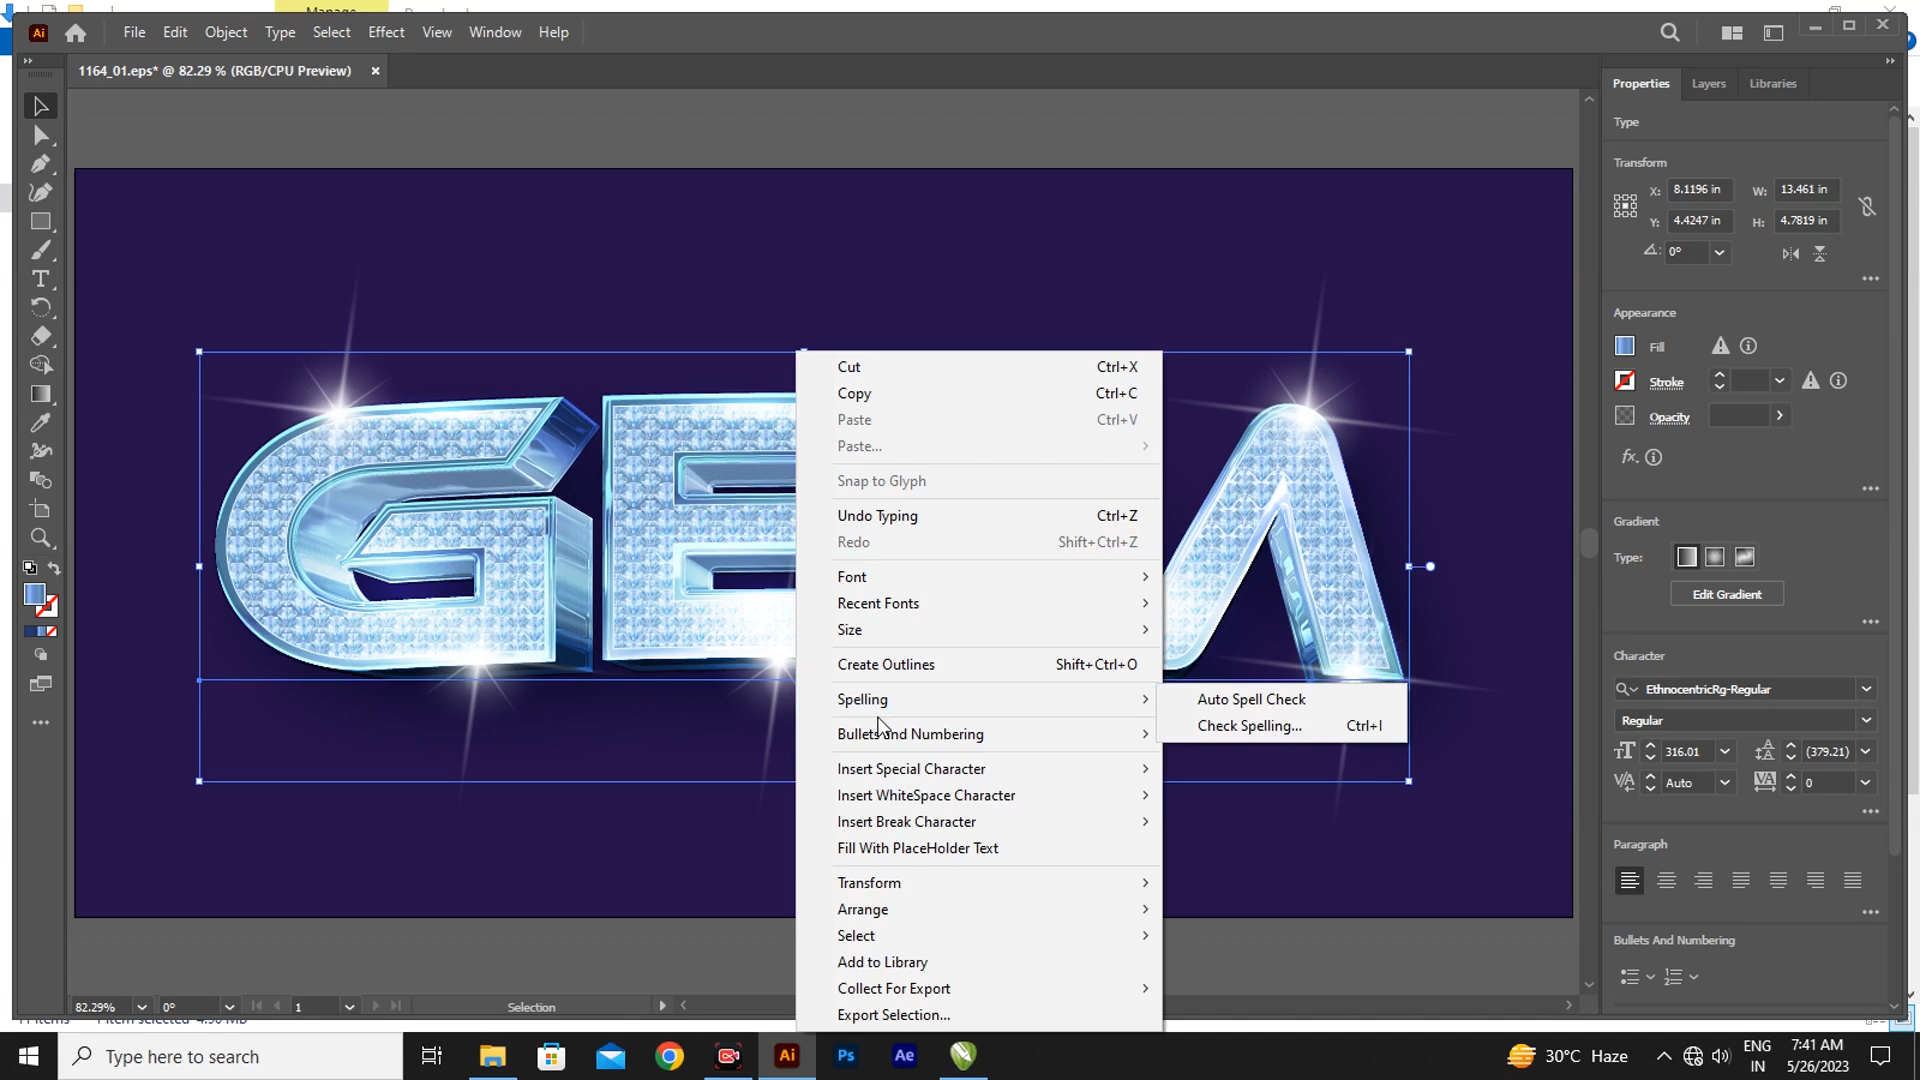 Manage
Ai
File Edit Object Type Select Effect View Window Help
1164_01.eps* @ 82.29 % (RGB/CPU Preview)
Properties Layers Libraries
Type
Transform
X: 8.1196 in W: 13.461 in
Y: 4.4247 in H: 4.7819 in
0°
Appearance
Fill
Stroke
Opacity
fx.
Gradient
Type:
Edit Gradient
Character
EthnocentricRg-Regular
Regular
316.01 (379.21)
Auto 0
Paragraph
Bullets And Numbering
GE
Cut Ctrl+X
Copy Ctrl+C
Paste Ctrl+V
Paste...
Snap to Glyph
Undo Typing Ctrl+Z
Redo Shift+Ctrl+Z
Font
Recent Fonts
Size
Create Outlines Shift+Ctrl+O
Spelling
Auto Spell Check
Check Spelling... Ctrl+I
Bullets and Numbering
Insert Special Character
Insert WhiteSpace Character
Insert Break Character
Fill With PlaceHolder Text
Transform
Arrange
Select
Add to Library
Collect For Export
Export Selection...
82.29% 0° 1 Selection
Type here to search
Ai Ps Ae
30°C Haze
ENG
IN
7:41 AM
5/26/2023